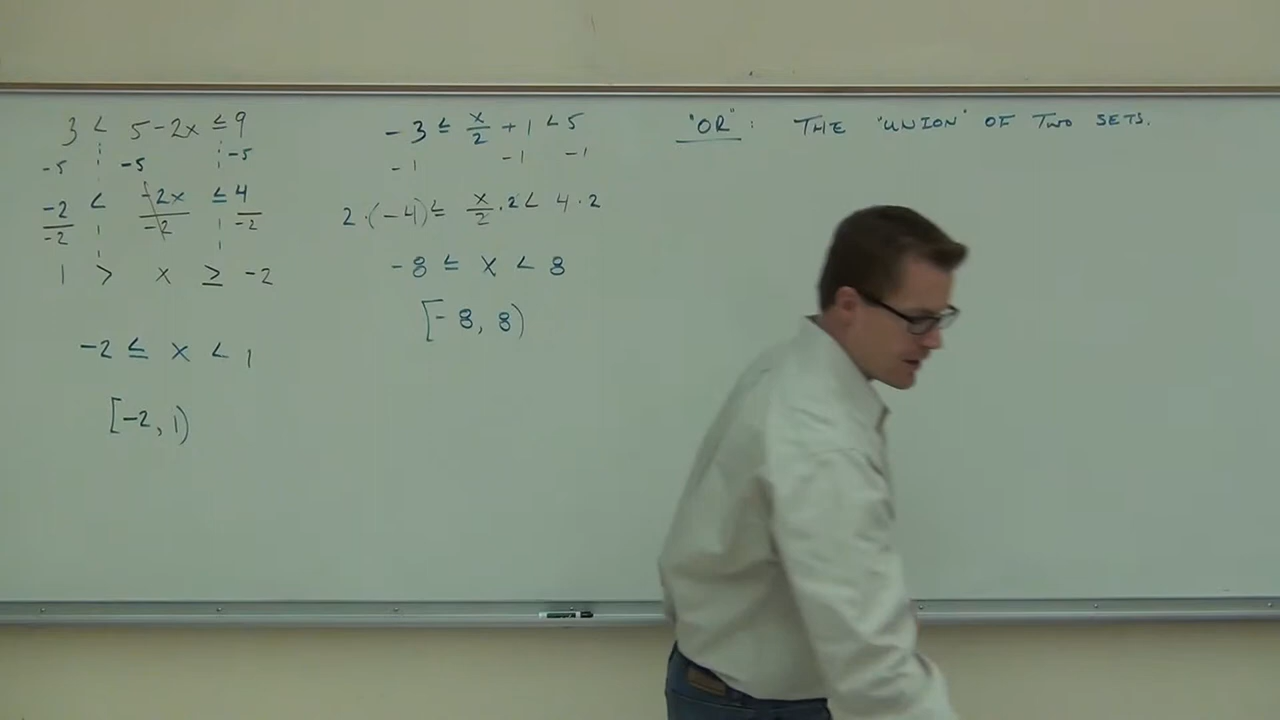 3 < 5-2x ≤ 9
-5 -5 -5
-2/-2 < -2x/-2 ≤ 4/-2
1 > x ≥ -2
-2 ≤ x < 1
[-2, 1)
-3 ≤ x/2 + 1 < 5
-1 -1 -1
2·(-4) ≤ x/2 · 2 < 4·2
-8 ≤ x < 8
[-8, 8)
"OR": THE "UNION" OF TWO SETS.